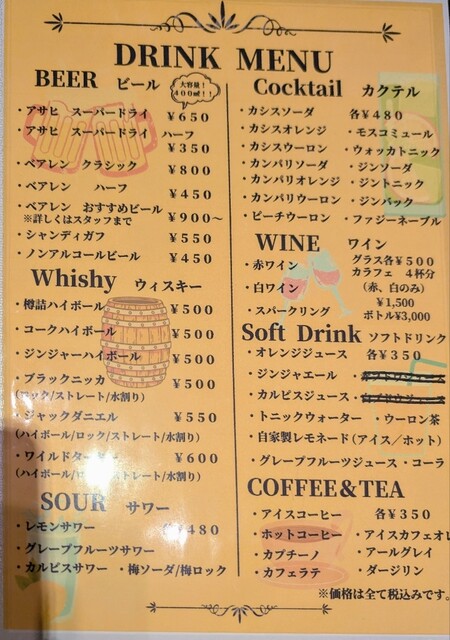 DRINK MENU
BEER ビール
大容量！
400ml！！
・アサヒ スーパードライ ￥650
・アサヒ スーパードライ ハーフ
￥350
・ベアレン クラシック ￥800
・ベアレン ハーフ ￥450
・ベアレン おすすめビール
※詳しくはスタッフまで ￥900～
・シャンディガフ ￥550
・ノンアルコールビール ￥450
Whishy ウィスキー
・樽詰ハイボール ￥500
・コークハイボール ￥500
・ジンジャーハイボール ￥500
・ブラックニッカ ￥500
(ロック/ストレート/水割り)
・ジャックダニエル ￥550
(ハイボール/ロック/ストレート/水割り)
・ワイルドターキー ￥600
(ハイボール/ロック/ストレート/水割り)
SOUR サワー
・レモンサワー ￥480
・グレープフルーツサワー
・カルピスサワー ・梅ソーダ/梅ロック
Cocktail カクテル
・カシスソーダ 各￥480
・カシスオレンジ ・モスコミュール
・カシスウーロン ・ウォッカトニック
・カンパリソーダ ・ジンソーダ
・カンパリオレンジ ・ジントニック
・カンパリウーロン ・ジンバック
・ピーチウーロン ・ファジーネーブル
WINE ワイン
・赤ワイン グラス各￥500
カラフェ 4杯分
・白ワイン (赤、白のみ)
￥1,500
・スパークリング ボトル¥3,000
Soft Drink ソフトドリンク
・オレンジジュース 各￥350
・ジンジャエール
・カルピスジュース
・トニックウォーター ・ウーロン茶
・自家製レモネード(アイス／ホット)
・グレープフルーツジュース ・コーラ
COFFEE&TEA
・アイスコーヒー 各￥350
・ホットコーヒー ・アイスカフェオレ
・カプチーノ ・アールグレイ
・カフェラテ ・ダージリン
※価格は全て税込みです。